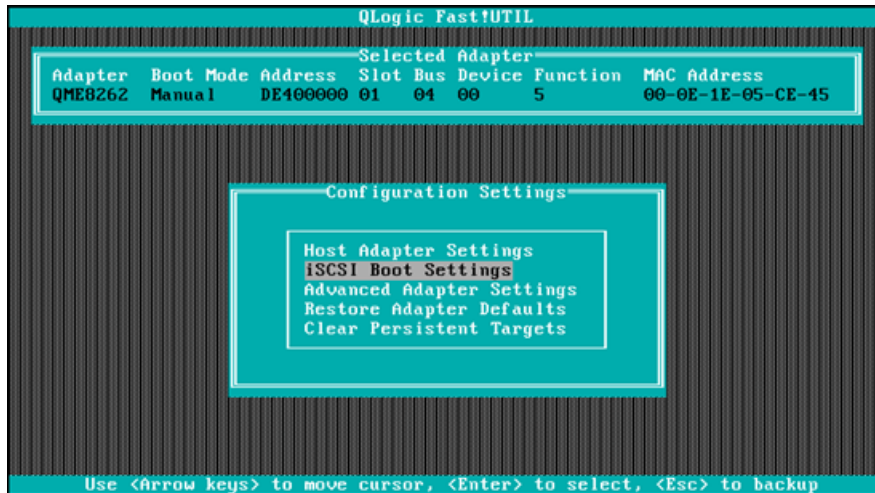 QLogic Fast!UTIL
Selected Adapter
Adapter Boot Mode Address Slot Bus Device Function MAC Address
QME8262 Manual DE400000 01 04 00 5 00-0E-1E-05-CE-45
Configuration Settings
Host Adapter Settings
iSCSI Boot Settings
Advanced Adapter Settings
Restore Adapter Defaults
Clear Persistent Targets
Use <Arrow keys> to move cursor, <Enter> to select, <Esc> to backup